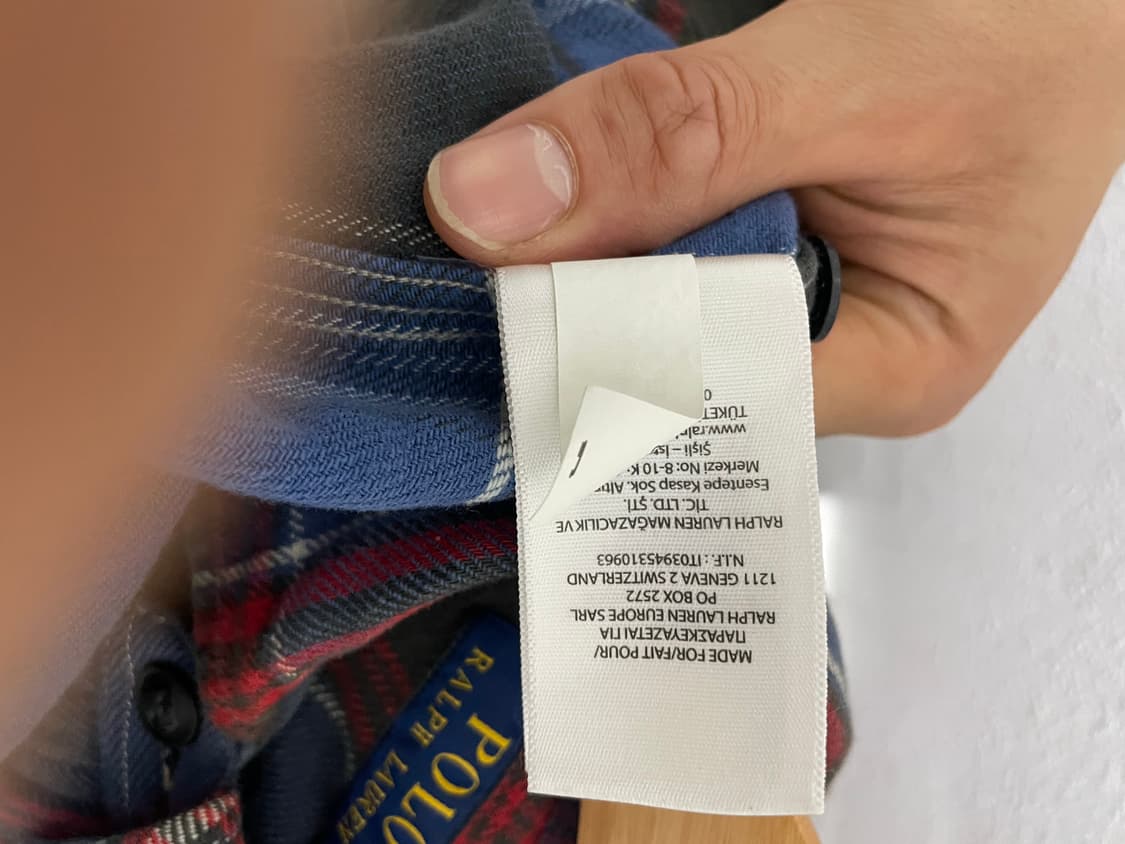 MADE FOR/FAIT POUR/
ΠΑΡΑΣΚΕΥΑΖΕΤΑΙ ΓΙΑ
RALPH LAUREN EUROPE SARL
PO BOX 2572
1211 GENEVA 2 SWITZERLAND
N.I.F. : IT03945310963
RALPH LAUREN MAĞAZACILIK VE
TİC. LTD. ŞTİ.
Esentepe Kasap Sok.
Merkezi No: 8-10
Şişli –
POLO
RALPH LAUREN